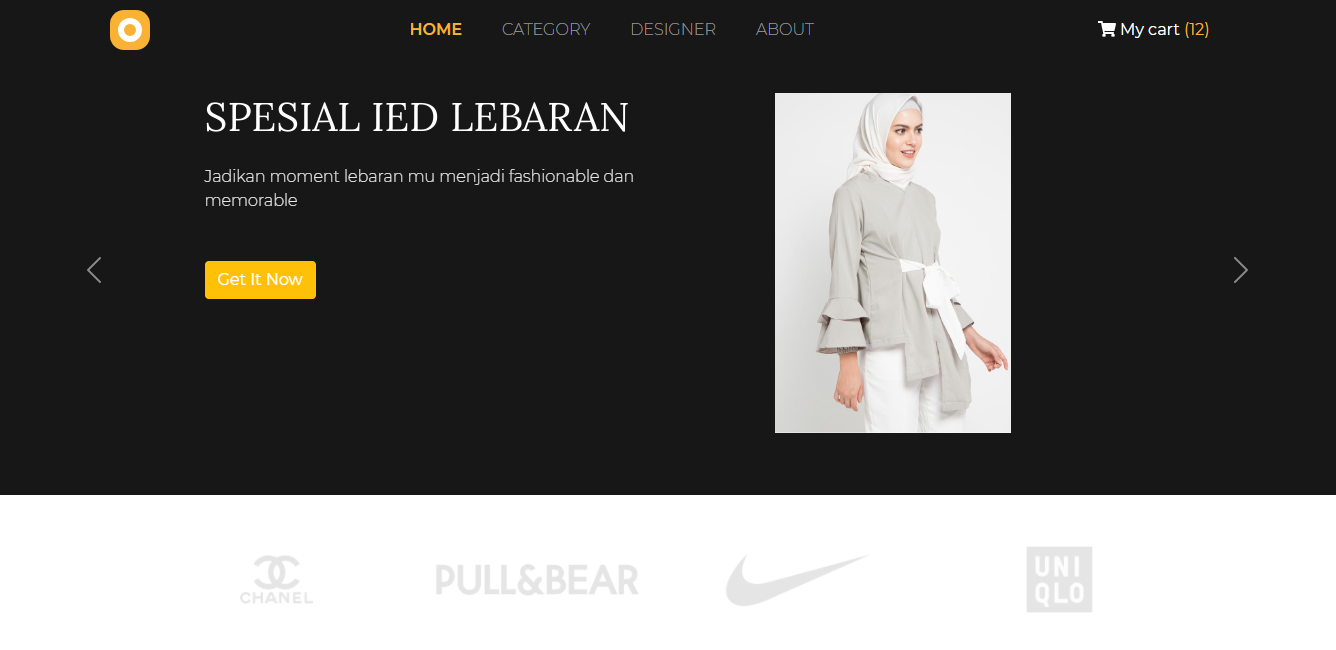 HOME CATEGORY DESIGNER ABOUT My cart (12)
SPESIAL IED LEBARAN
Jadikan moment lebaran mu menjadi fashionable dan
memorable
Get It Now
CHANEL
PULL&BEAR
UNI
QLO